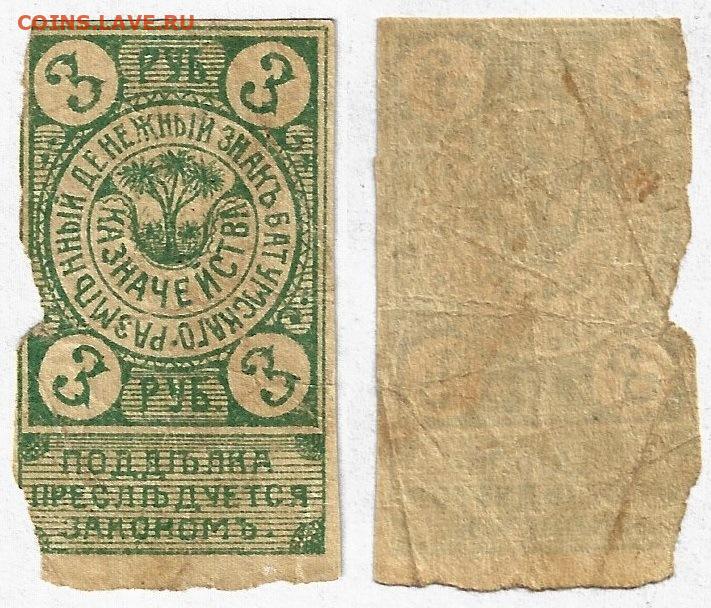 COINS.LAVE.RU
3 РУБ 3
РАЗМѢННЫЙ ДЕНЕЖНЫЙ ЗНАКЪ БАТУМСКАГО
КАЗНАЧЕЙСТВА
3 РУБ. 3
ПОДДѢЛКА
ПРЕСЛѢДУЕТСЯ
ЗАКОНОМЪ.